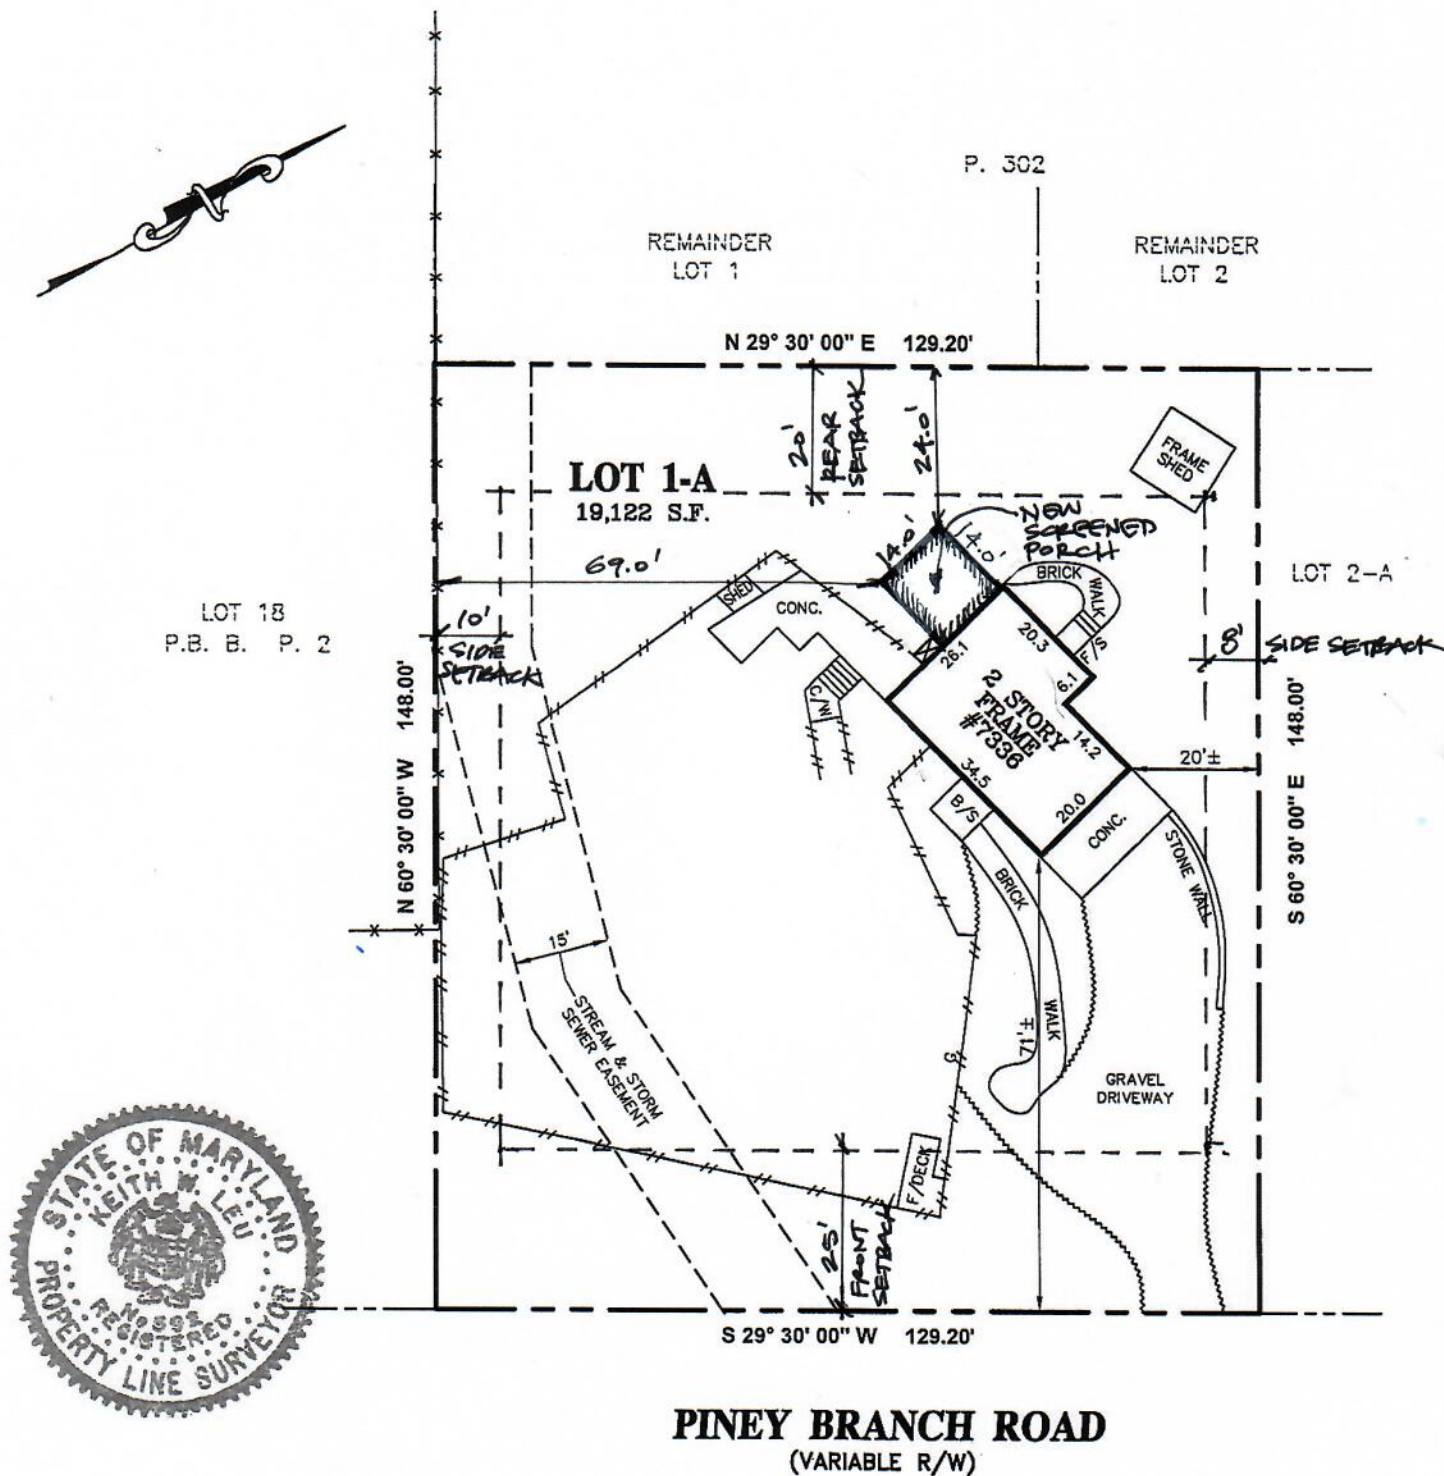 P. 302
REMAINDER
LOT 1
REMAINDER
LOT 2
N 29° 30' 00" E 129.20'
20'
REAR
SETBACK
24.0'
FRAME
SHED
LOT 1-A
19,122 S.F.
NEW
SCREENED
PORCH
14.0'
14.0'
69.0'
BRICK
WALK
F/S
LOT 2-A
SHED
CONC.
LOT 18
P.B. B. P. 2
10'
SIDE
SETBACK
8' SIDE SETBACK
26.1
20.3
6.1
2 STORY
FRAME
#7336
14.2
34.5
20.0
C/W
20'±
N 60° 30' 00" W 148.00'
S 60° 30' 00" E 148.00'
B/S
CONC.
STONE WALL
BRICK
WALK
15'
STREAM & STORM
SEWER EASEMENT
71'±
G
GRAVEL
DRIVEWAY
F/DECK
25'
FRONT
SETBACK
STATE OF MARYLAND
KEITH W. LEU
No 592
REGISTERED
PROPERTY LINE SURVEYOR
S 29° 30' 00" W 129.20'
PINEY BRANCH ROAD
(VARIABLE R/W)